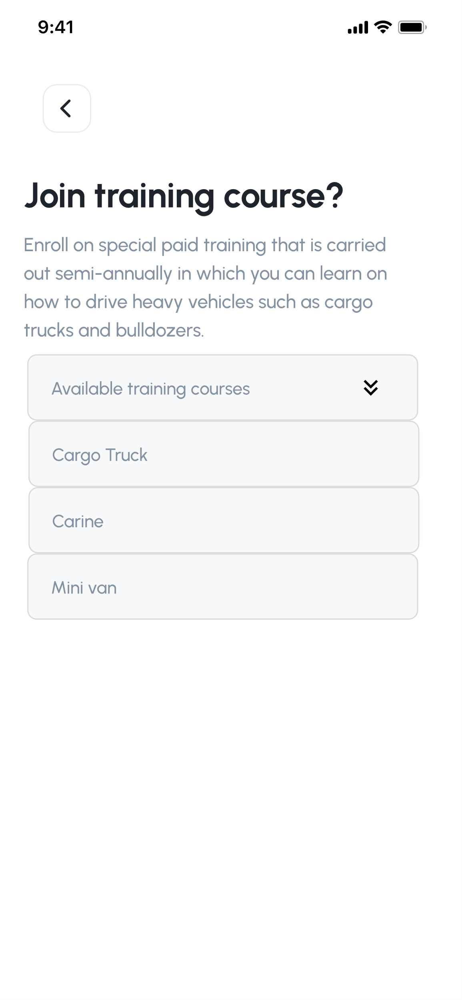 9:41
Join training course?
Enroll on special paid training that is carried
out semi-annually in which you can learn on
how to drive heavy vehicles such as cargo
trucks and bulldozers.
Available training courses
Cargo Truck
Carine
Mini van